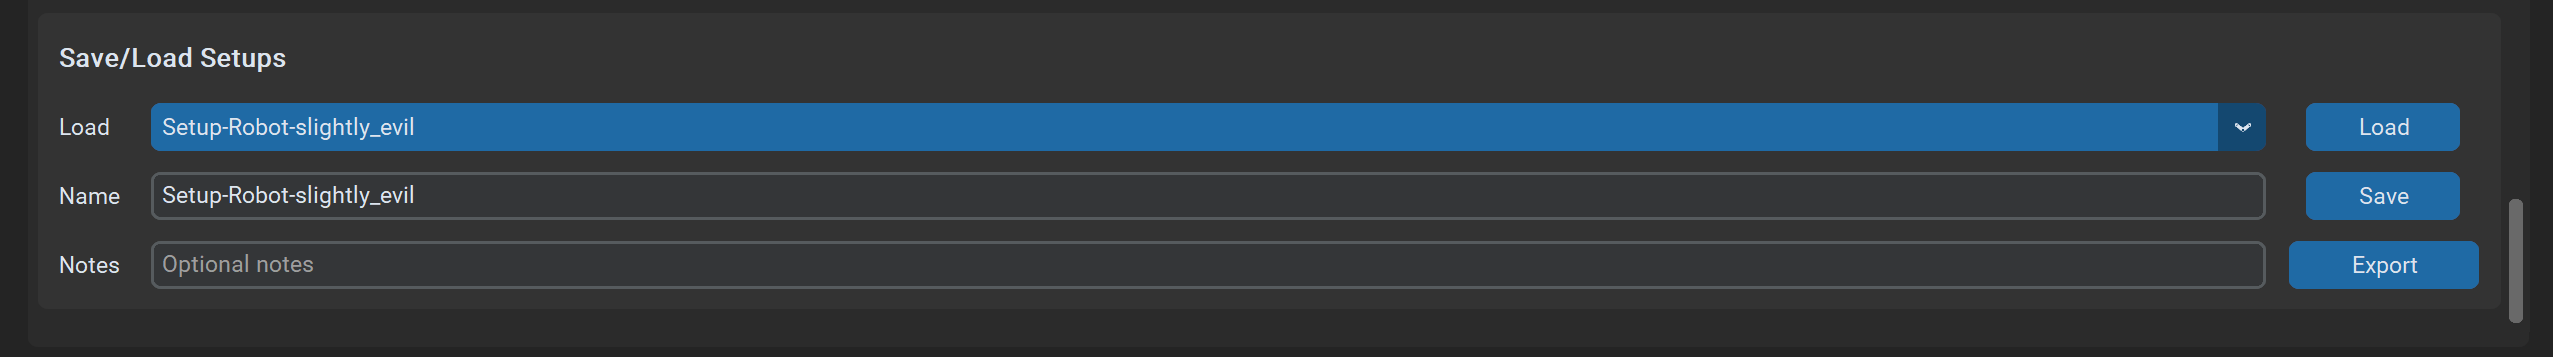 Save/Load Setups
Load Setup-Robot-slightly_evil Load
Name Setup-Robot-slightly_evil Save
Notes Optional notes Export